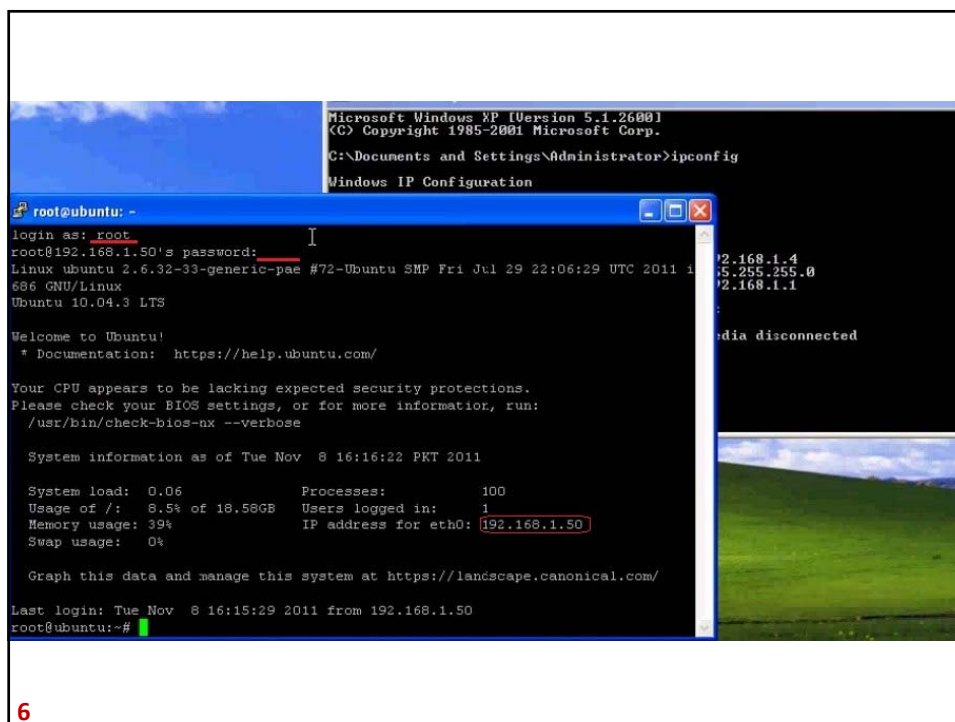 Microsoft Windows XP [Version 5.1.2600]
(C) Copyright 1985-2001 Microsoft Corp.
C:\Documents and Settings\Administrator>ipconfig
Windows IP Configuration
2.168.1.4
55.255.255.0
2.168.1.1
:
edia disconnected
root@ubuntu: ~
login as: root
root@192.168.1.50's password:
Linux ubuntu 2.6.32-33-generic-pae #72-Ubuntu SMP Fri Jul 29 22:06:29 UTC 2011 i
686 GNU/Linux
Ubuntu 10.04.3 LTS
Welcome to Ubuntu!
* Documentation: https://help.ubuntu.com/
Your CPU appears to be lacking expected security protections.
Please check your BIOS settings, or for more information, run:
/usr/bin/check-bios-nx --verbose
System information as of Tue Nov 8 16:16:22 PKT 2011
System load: 0.06 Processes: 100
Usage of /: 8.5% of 18.58GB Users logged in: 1
Memory usage: 39% IP address for eth0: 192.168.1.50
Swap usage: 0%
Graph this data and manage this system at https://landscape.canonical.com/
Last login: Tue Nov 8 16:15:29 2011 from 192.168.1.50
root@ubuntu:~#
6